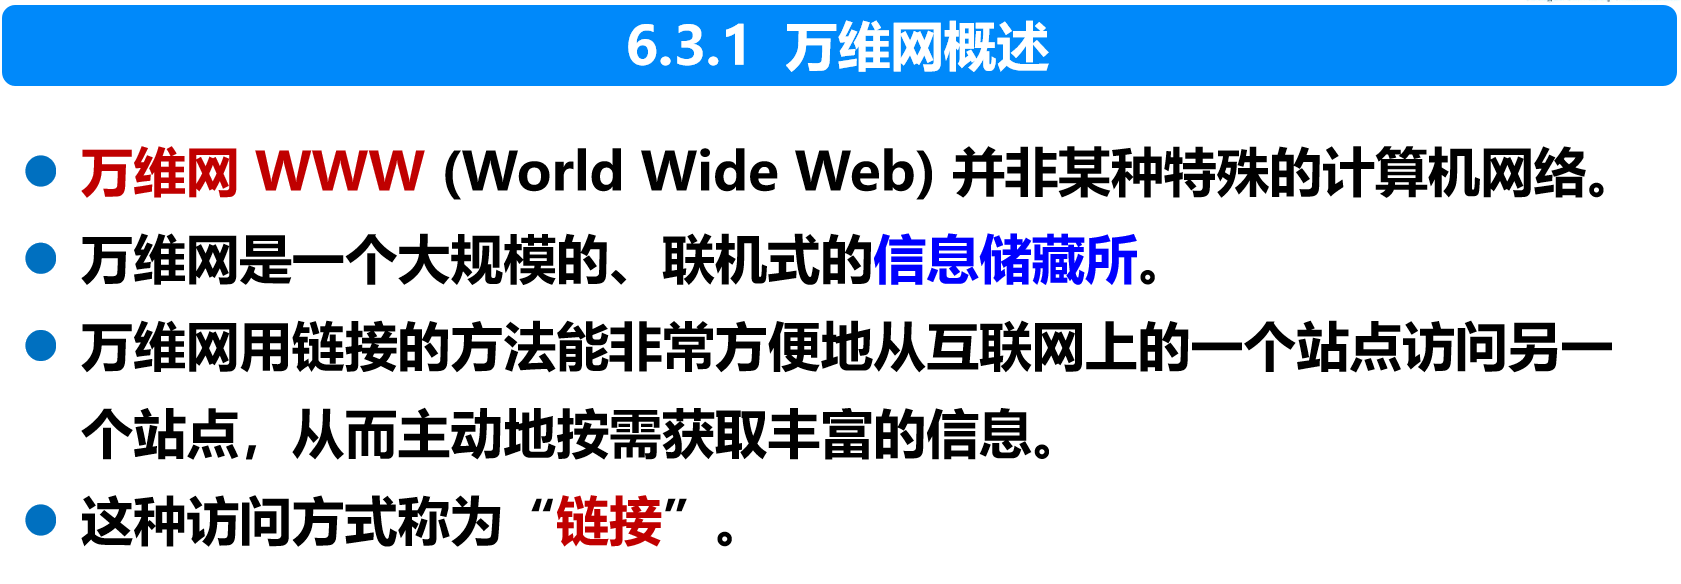 6.3.1 万维网概述
万维网 WWW (World Wide Web) 并非某种特殊的计算机网络。
万维网是一个大规模的、联机式的信息储藏所。
万维网用链接的方法能非常方便地从互联网上的一个站点访问另一
个站点，从而主动地按需获取丰富的信息。
这种访问方式称为“链接”。